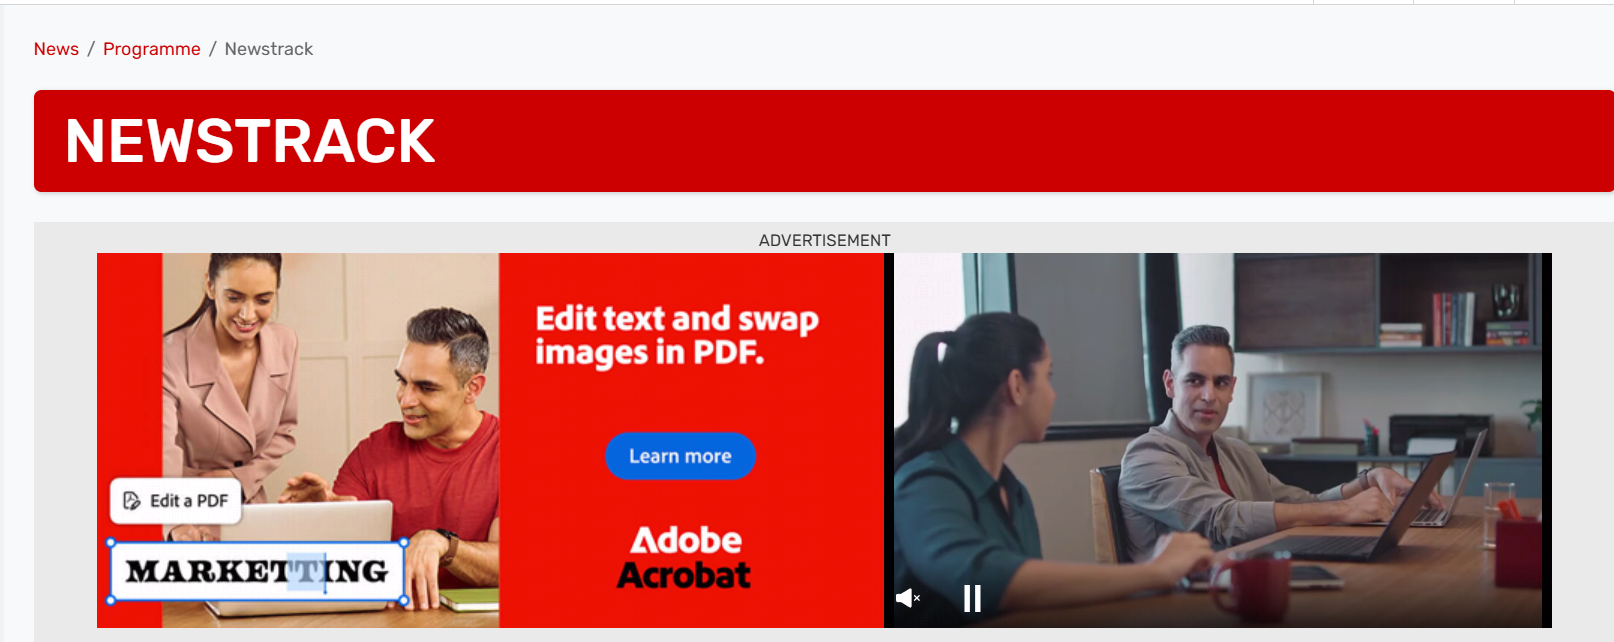 News / Programme / Newstrack
NEWSTRACK
ADVERTISEMENT
Edit text and swap
images in PDF.
Learn more
Edit a PDF
MARKETTING
Adobe
Acrobat